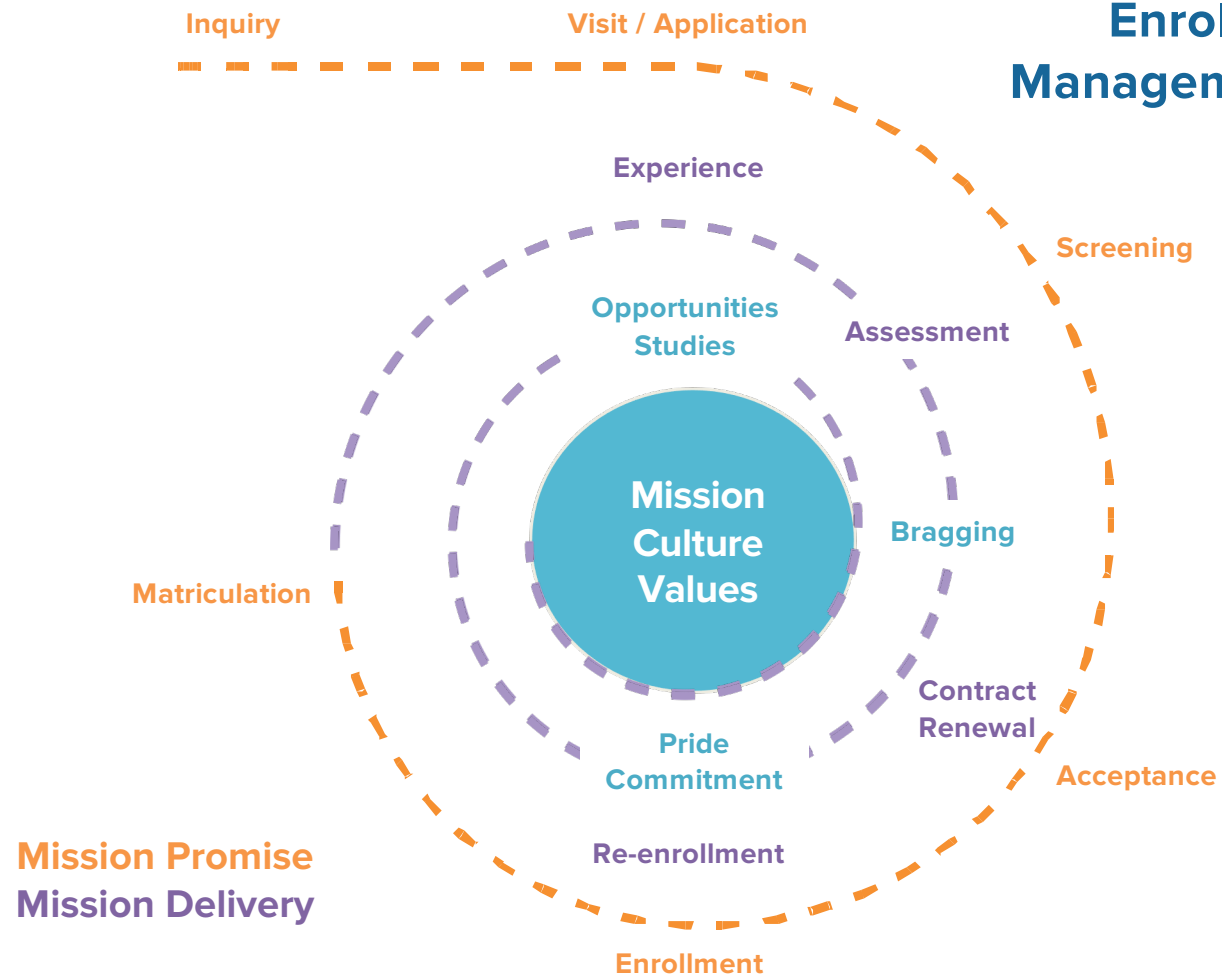 Inquiry
Visit / Application
Enrol
Managem
Experience
Screening
Opportunities
Studies
Assessment
Mission
Culture
Values
Bragging
Matriculation
Contract
Renewal
Pride
Commitment
Acceptance
Re-enrollment
Mission Promise
Mission Delivery
Enrollment